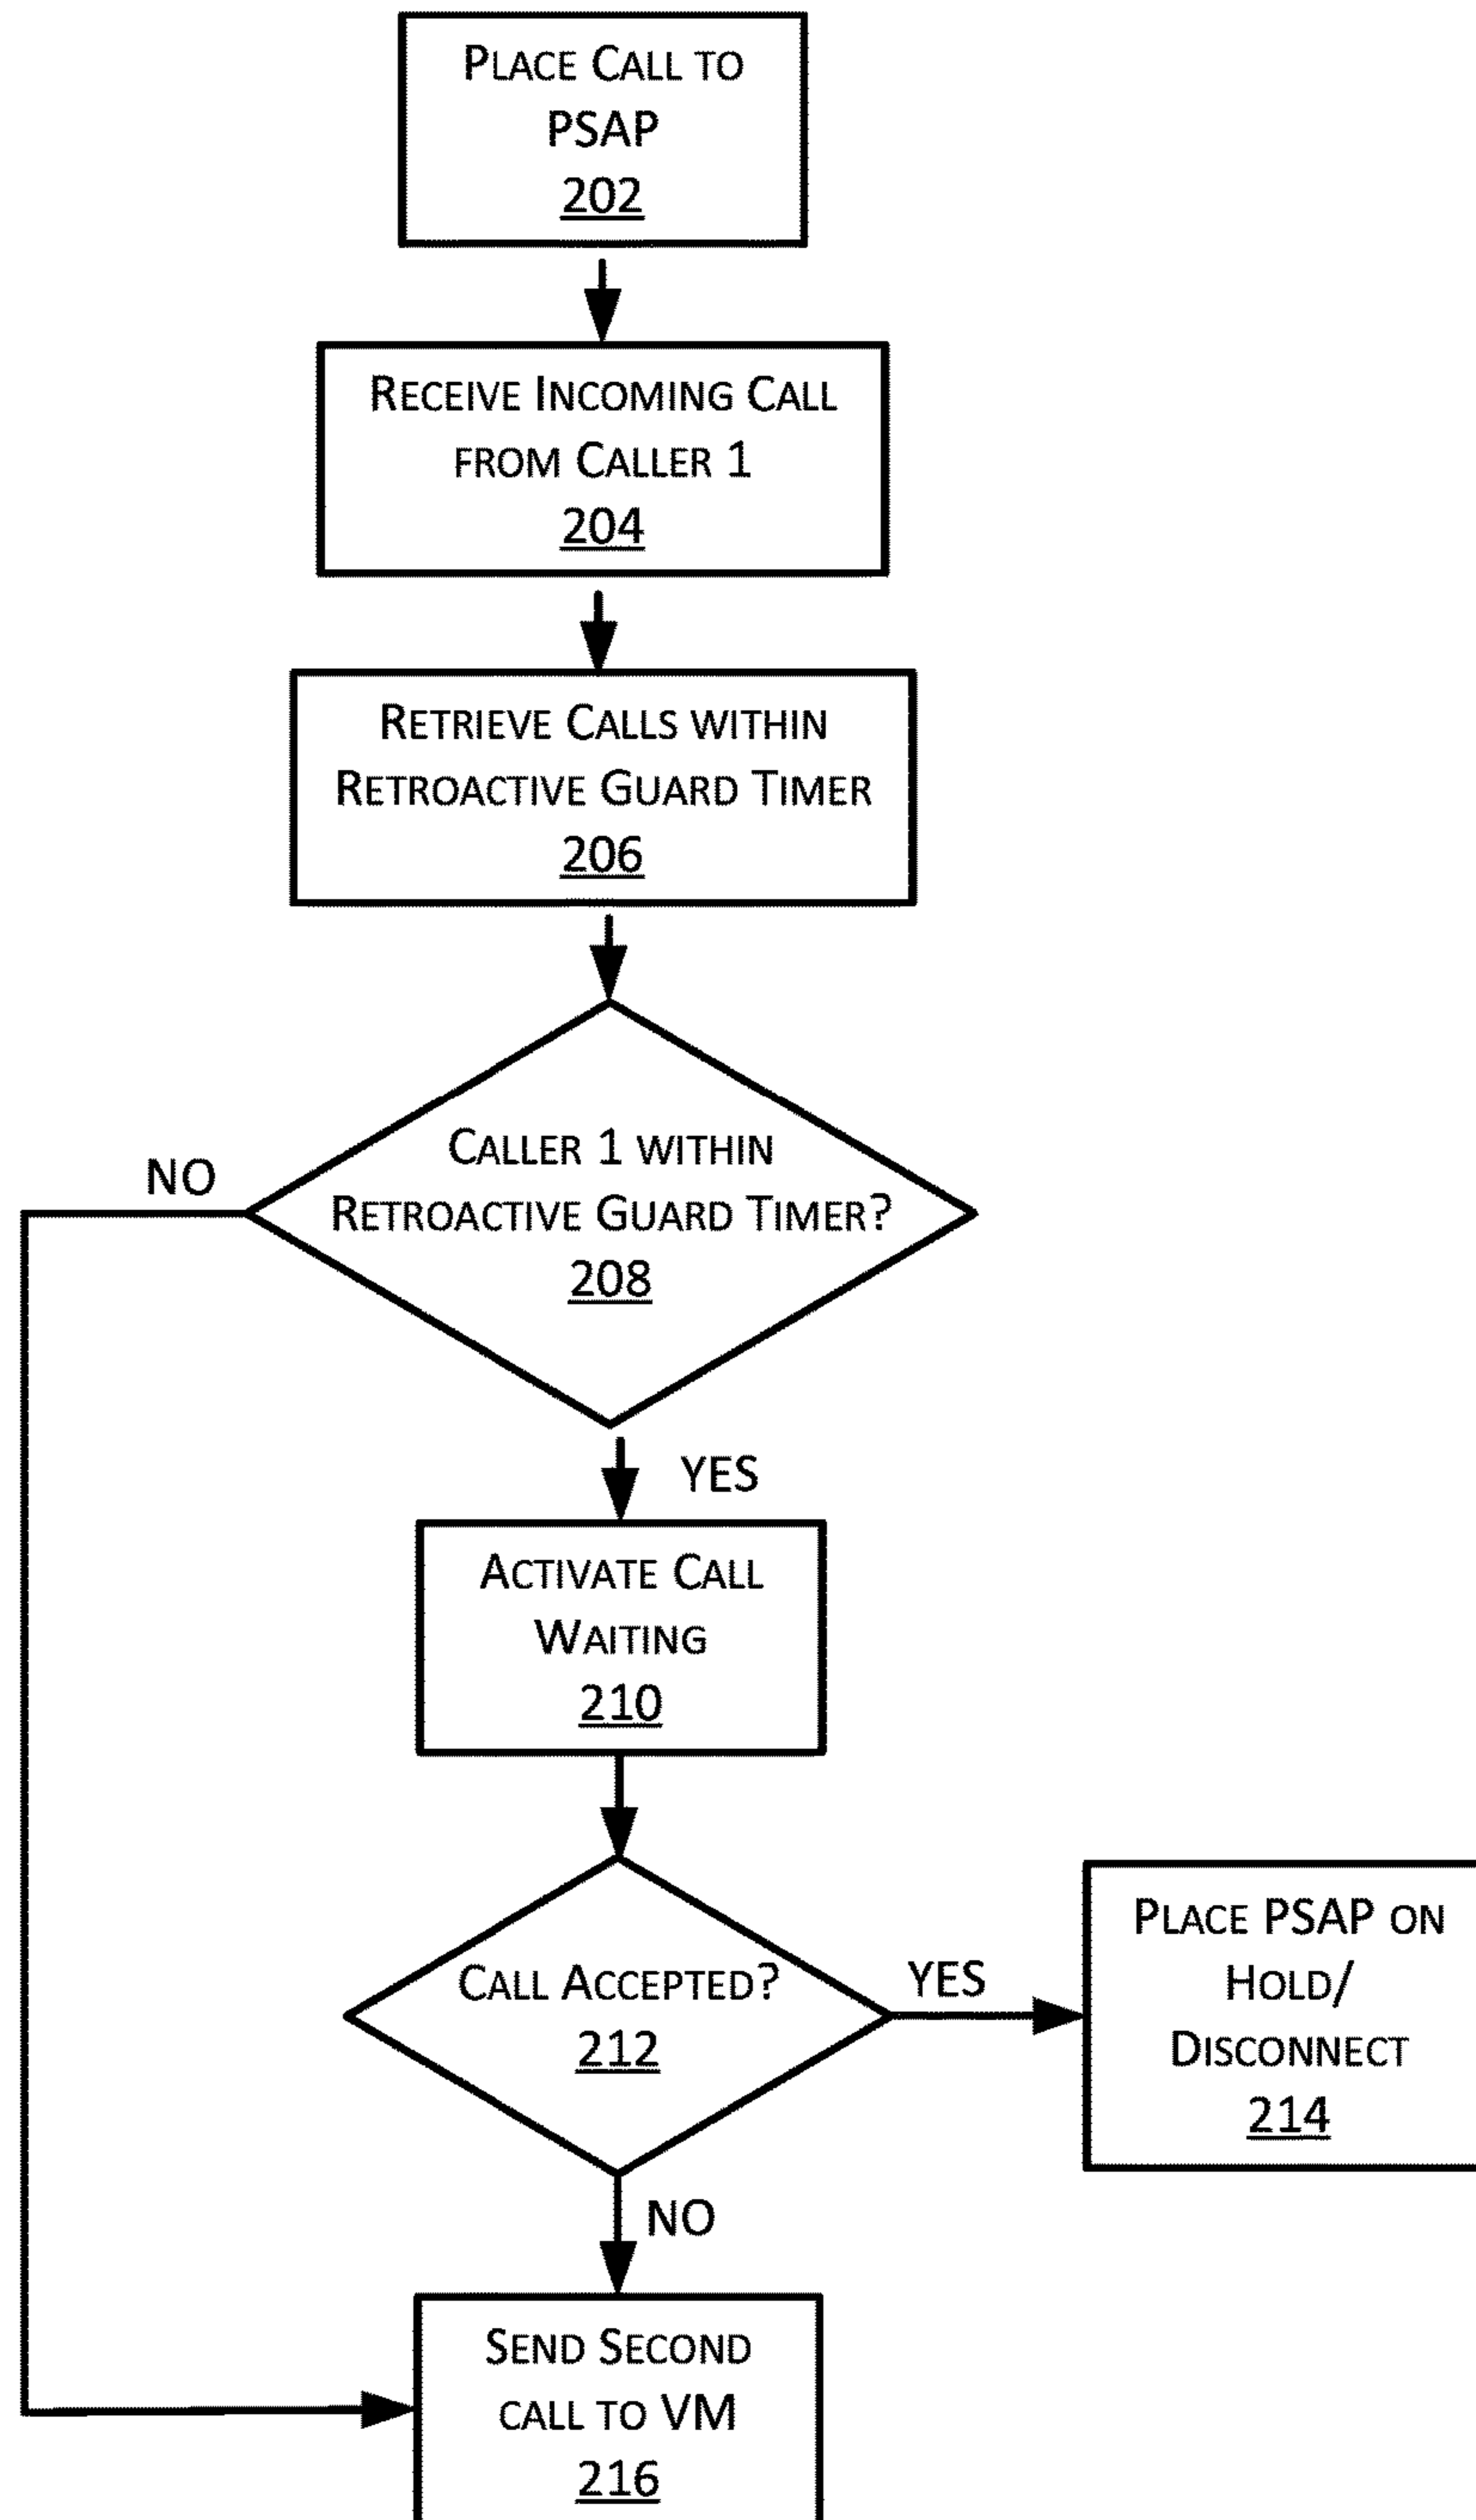 PLACE CALL TO
PSAP
202
RECEIVE INCOMING CALL
FROM CALLER 1
204
RETRIEVE CALLS WITHIN
RETROACTIVE GUARD TIMER
206
CALLER 1 WITHIN
RETROACTIVE GUARD TIMER?
208
NO
YES
ACTIVATE CALL
WAITING
210
CALL ACCEPTED?
212
YES
PLACE PSAP ON
HOLD/
DISCONNECT
214
NO
SEND SECOND
CALL TO VM
216